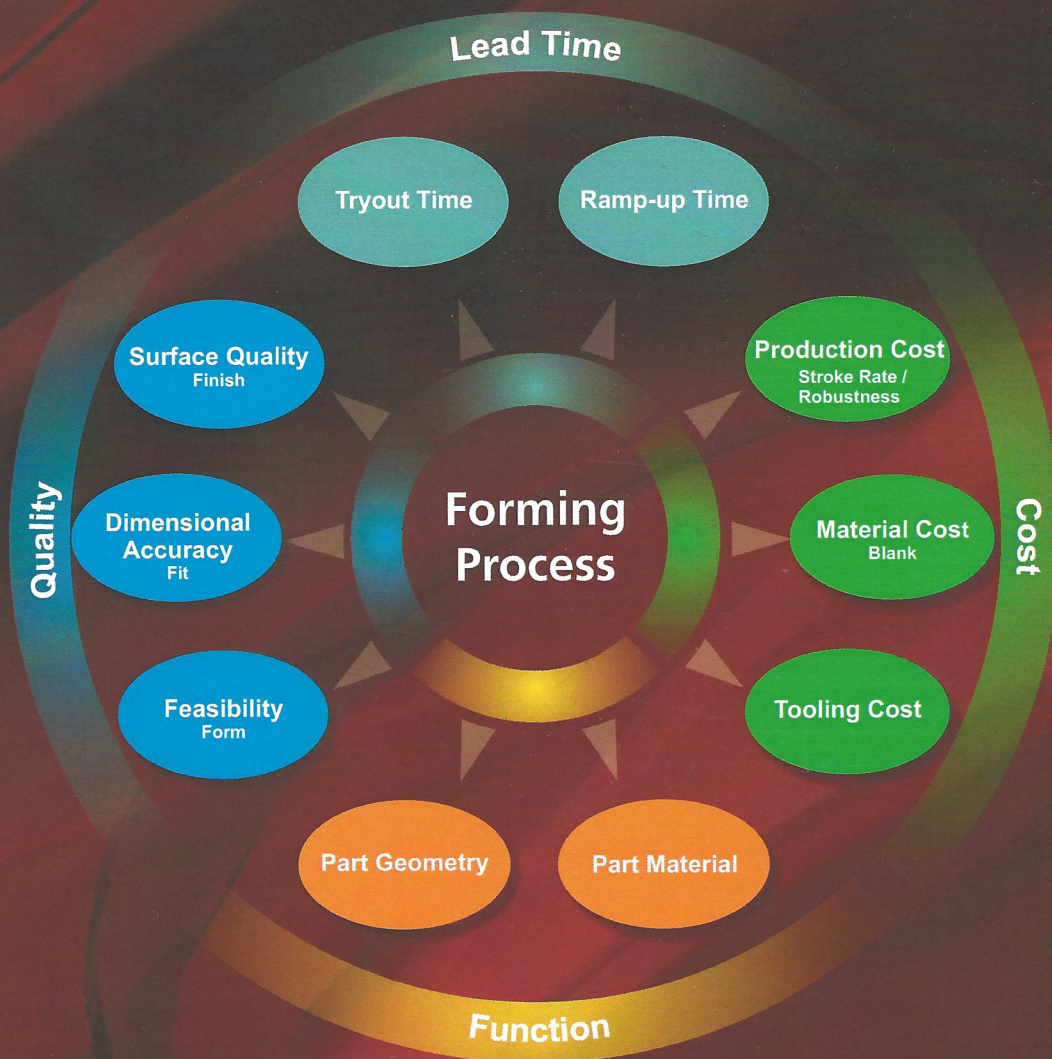 Lead Time
Tryout Time
Ramp-up Time
Surface Quality
Finish
Production Cost
Stroke Rate /
Robustness
Quality
Dimensional
Accuracy
Fit
Forming
Process
Material Cost
Blank
Cost
Feasibility
Form
Tooling Cost
Part Geometry
Part Material
Function